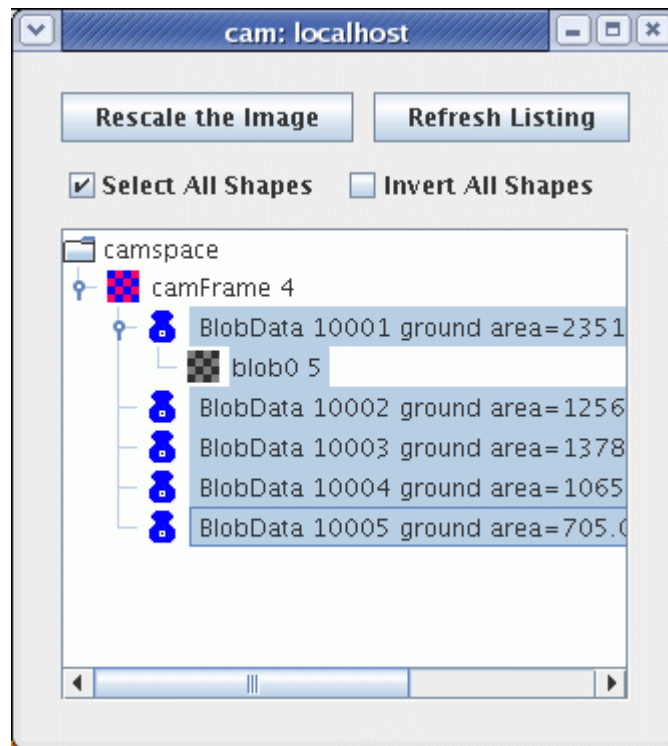 cam: localhost
Rescale the Image Refresh Listing
Select All Shapes Invert All Shapes
camspace
camFrame 4
BlobData 10001 ground area=2351
blob0 5
BlobData 10002 ground area=1256
BlobData 10003 ground area=1378
BlobData 10004 ground area=1065
BlobData 10005 ground area=705.0